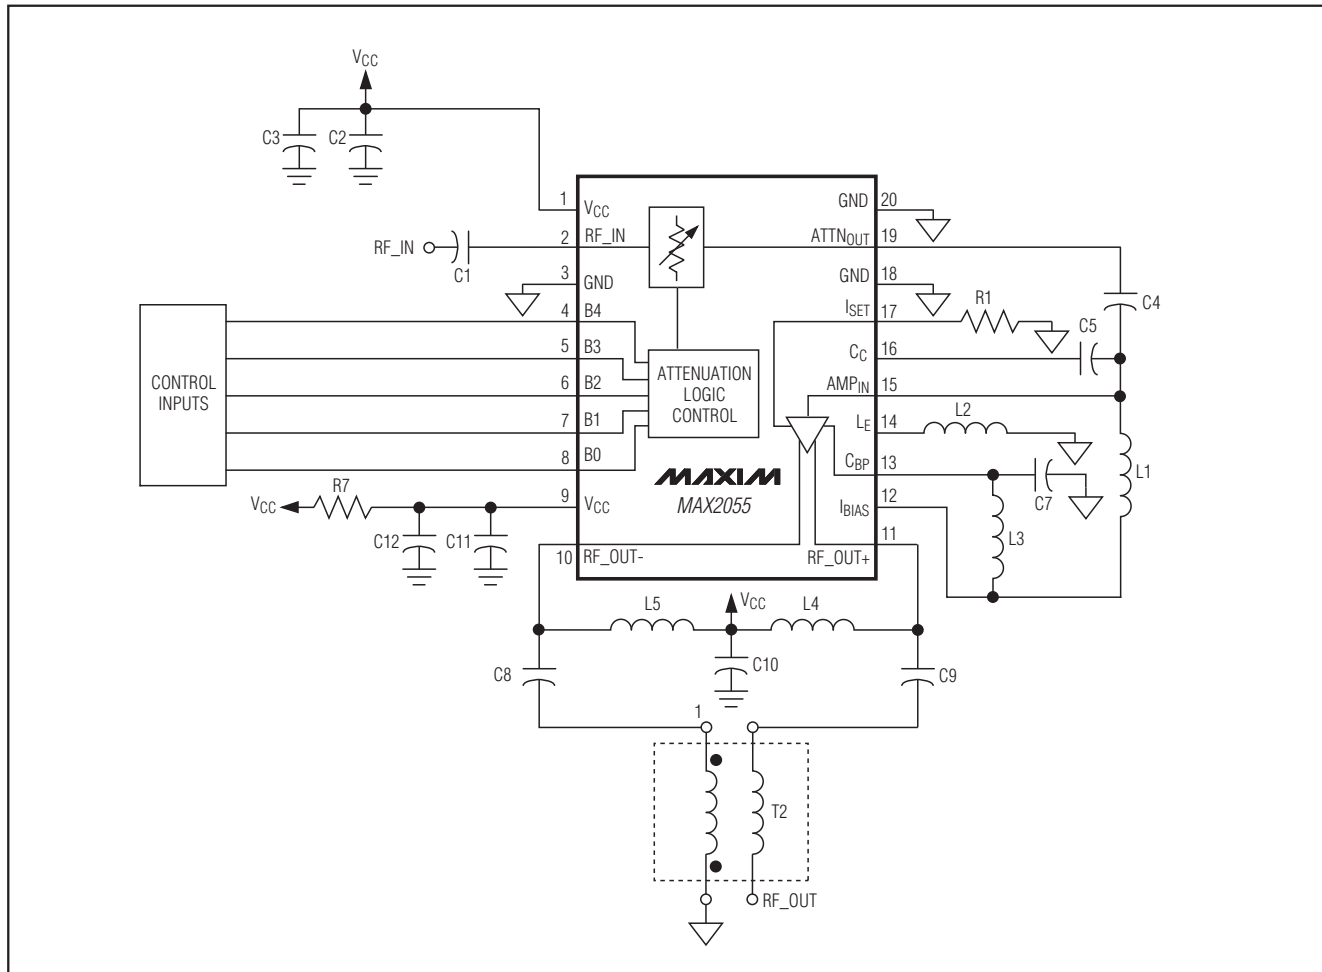 VCC
C3
C2
1
VCC
GND
20
RF_IN
C1
2
RF_IN
ATTNOUT
19
3
GND
GND
18
C4
4
B4
ISET
17
R1
C5
5
B3
CC
16
CONTROL
INPUTS
ATTENUATION
LOGIC
CONTROL
6
B2
AMPIN
15
7
B1
LE
14
L2
8
B0
CBP
13
L1
MAXIM
MAX2055
C7
VCC
R7
9
VCC
IBIAS
12
L3
C12
C11
10
RF_OUT-
RF_OUT+
11
L5
VCC
L4
C8
C10
C9
1
T2
RF_OUT